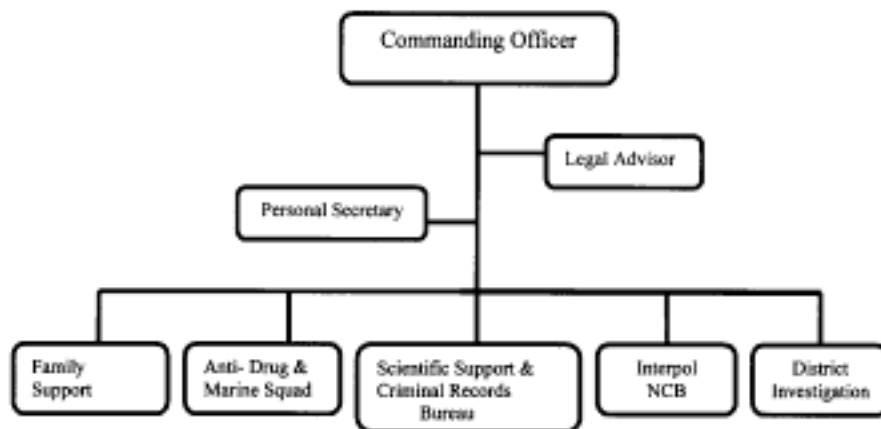 Commanding Officer
Legal Advisor
Personal Secretary
Family
Support
Anti- Drug &
Marine Squad
Scientific Support &
Criminal Records
Bureau
Interpol
NCB
District
Investigation